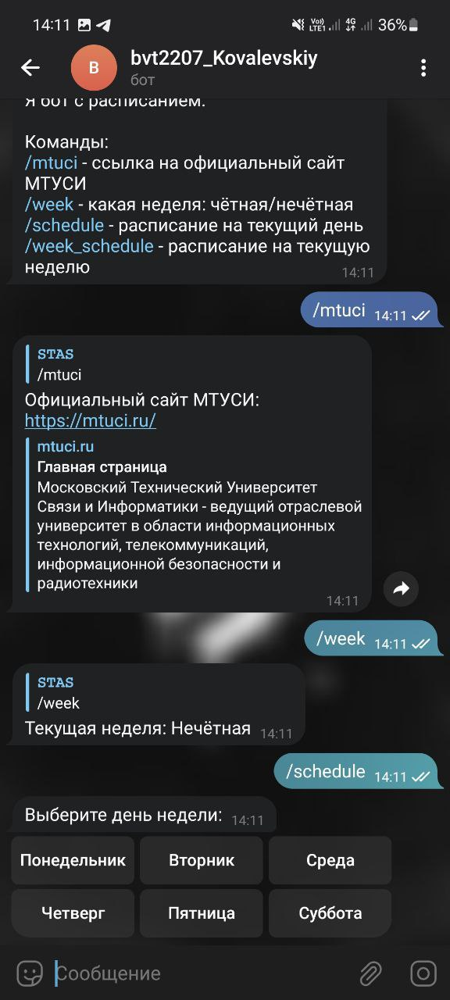 14:11
Vo)) LTE1
4G
36%
B
bvt2207_Kovalevskiy
бот
Я бот с расписанием.
Команды:
/mtuci - ссылка на официальный сайт
МТУСИ
/week - какая неделя: чётная/нечётная
/schedule - расписание на текущий день
/week_schedule - расписание на текущую
неделю
14:11
/mtuci 14:11
STAS
/mtuci
Официальный сайт МТУСИ:
https://mtuci.ru/
mtuci.ru
Главная страница
Московский Технический Университет
Связи и Информатики - ведущий отраслевой
университет в области информационных
технологий, телекоммуникаций,
информационной безопасности и
радиотехники
14:11
/week 14:11
STAS
/week
Текущая неделя: Нечётная 14:11
/schedule 14:11
Выберите день недели: 14:11
Понедельник Вторник Среда
Четверг Пятница Суббота
Сообщение